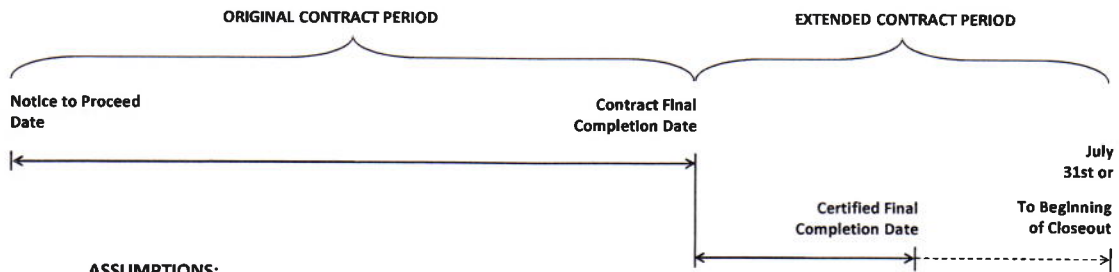 ORIGINAL CONTRACT PERIOD
EXTENDED CONTRACT PERIOD
Notice to Proceed
Date
Contract Final
Completion Date
July
31st or
Certified Final
Completion Date
To Beginning
of Closeout
ASSUMPTIONS: